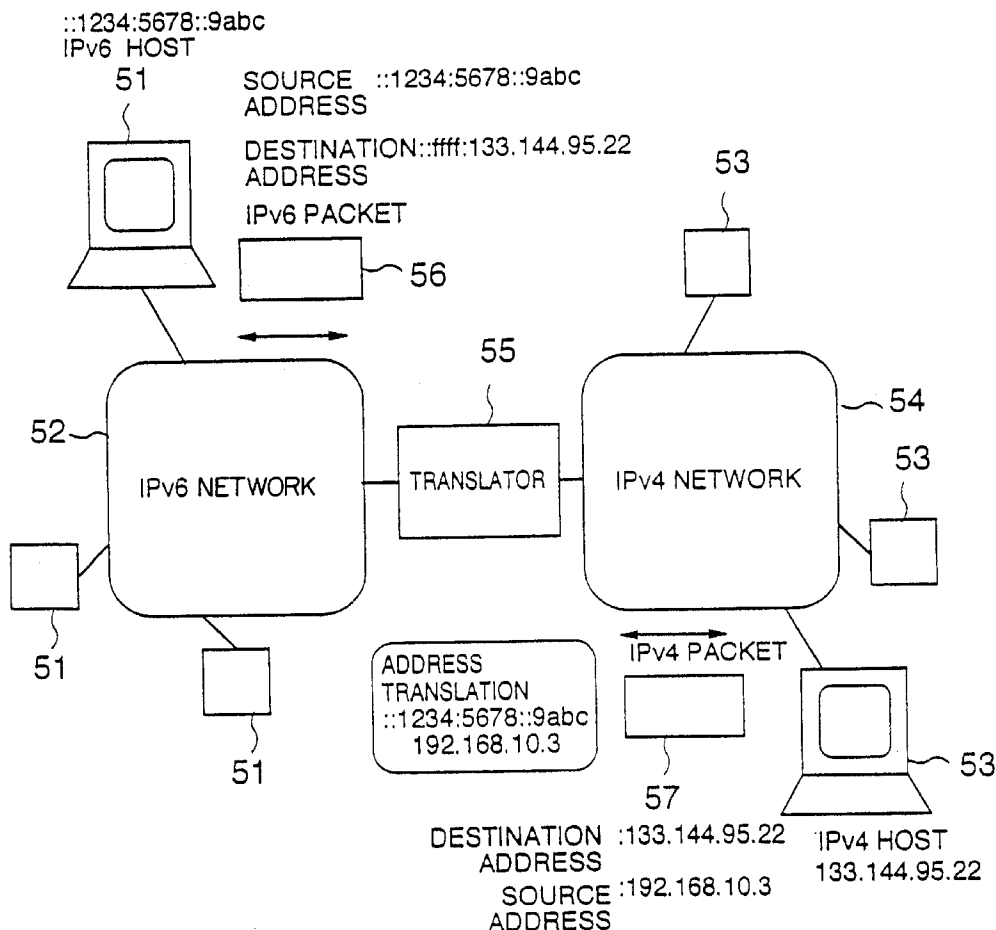 ::1234:5678::9abc
IPv6 HOST
51
SOURCE ::1234:5678::9abc
ADDRESS
DESTINATION::ffff:133.144.95.22
ADDRESS
IPv6 PACKET
56
53
52
IPv6 NETWORK
55
TRANSLATOR
IPv4 NETWORK
54
53
51
51
ADDRESS
TRANSLATION
::1234:5678::9abc
192.168.10.3
IPv4 PACKET
57
53
DESTINATION :133.144.95.22
ADDRESS
SOURCE :192.168.10.3
ADDRESS
IPv4 HOST
133.144.95.22